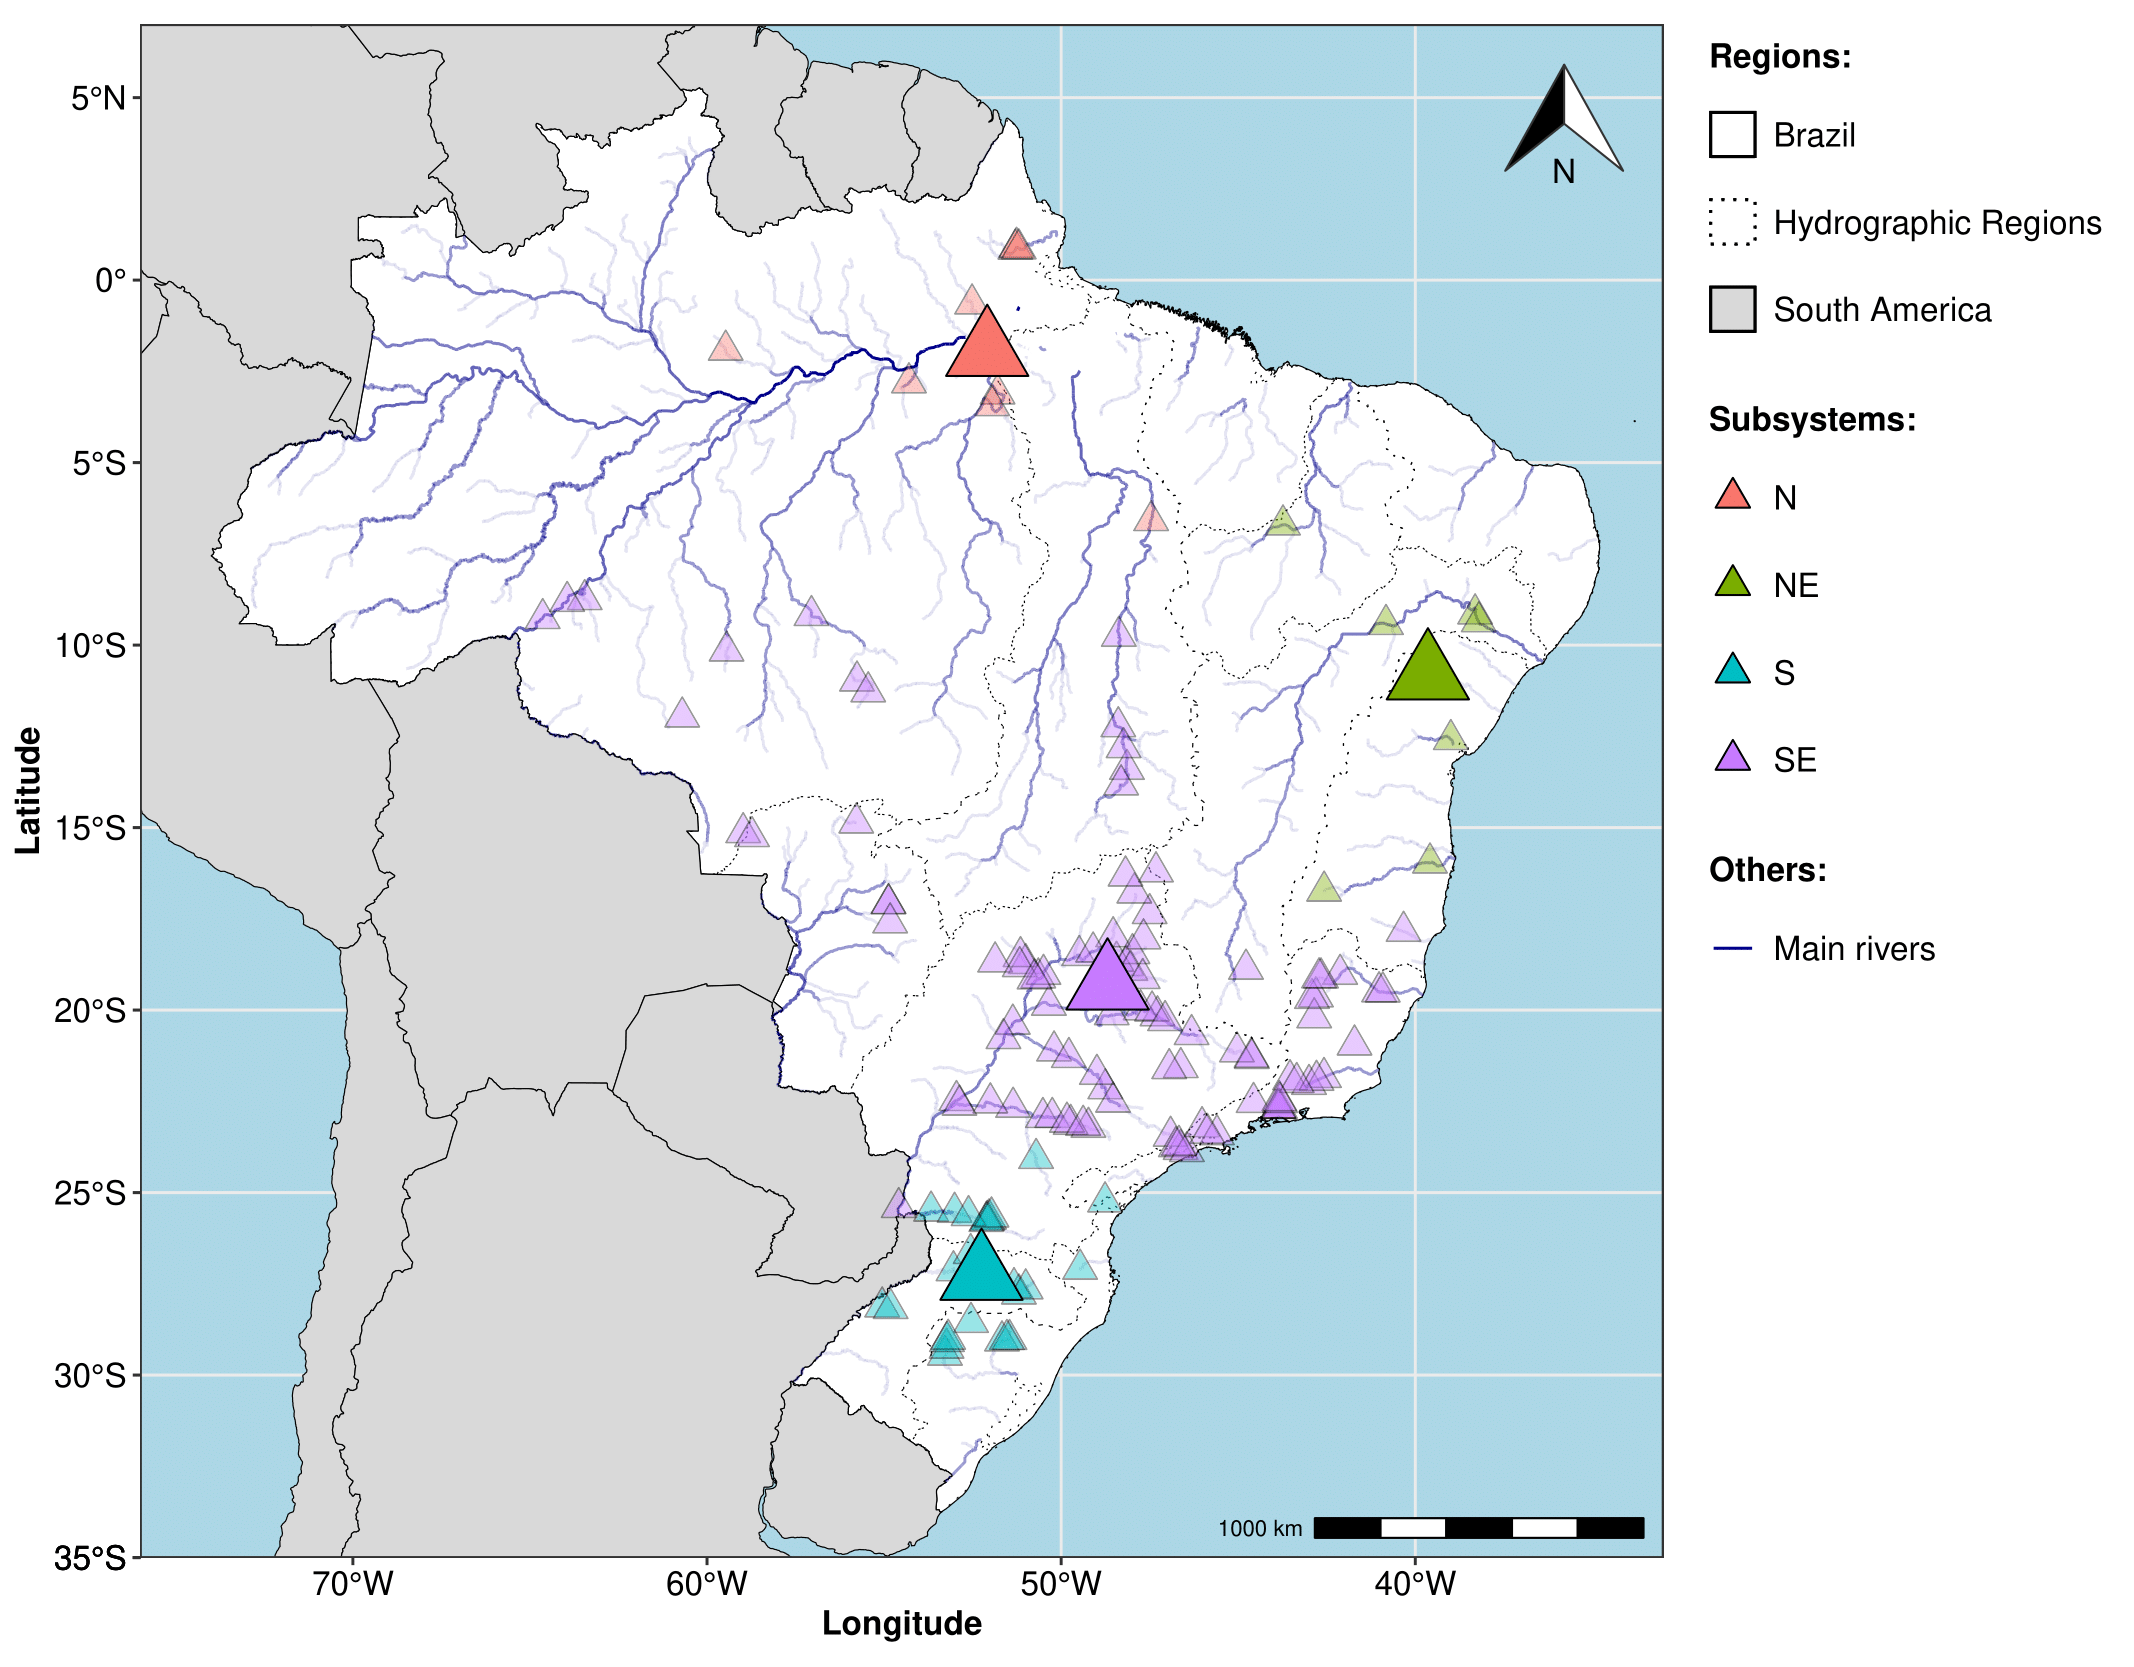 5°N
0°
5°S
10°S
15°S
20°S
25°S
30°S
35°S
70°W
60°W
50°W
40°W
Latitude
Longitude
N
1000 km
Regions:
Brazil
Hydrographic Regions
South America
Subsystems:
N
NE
S
SE
Others:
Main rivers